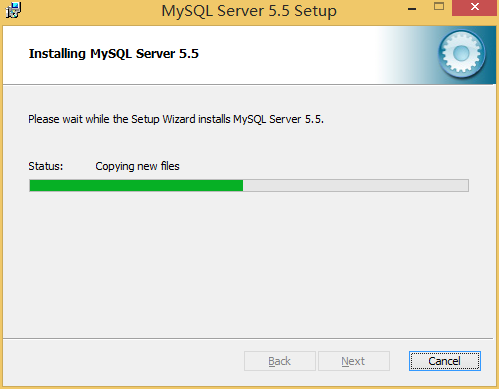 MySQL Server 5.5 Setup
Installing MySQL Server 5.5
Please wait while the Setup Wizard installs MySQL Server 5.5.
Status: Copying new files
Back Next Cancel